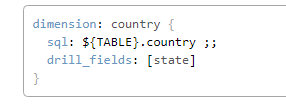 dimension: country {
  sql: ${TABLE}.country ;;
  drill_fields: [state]
}